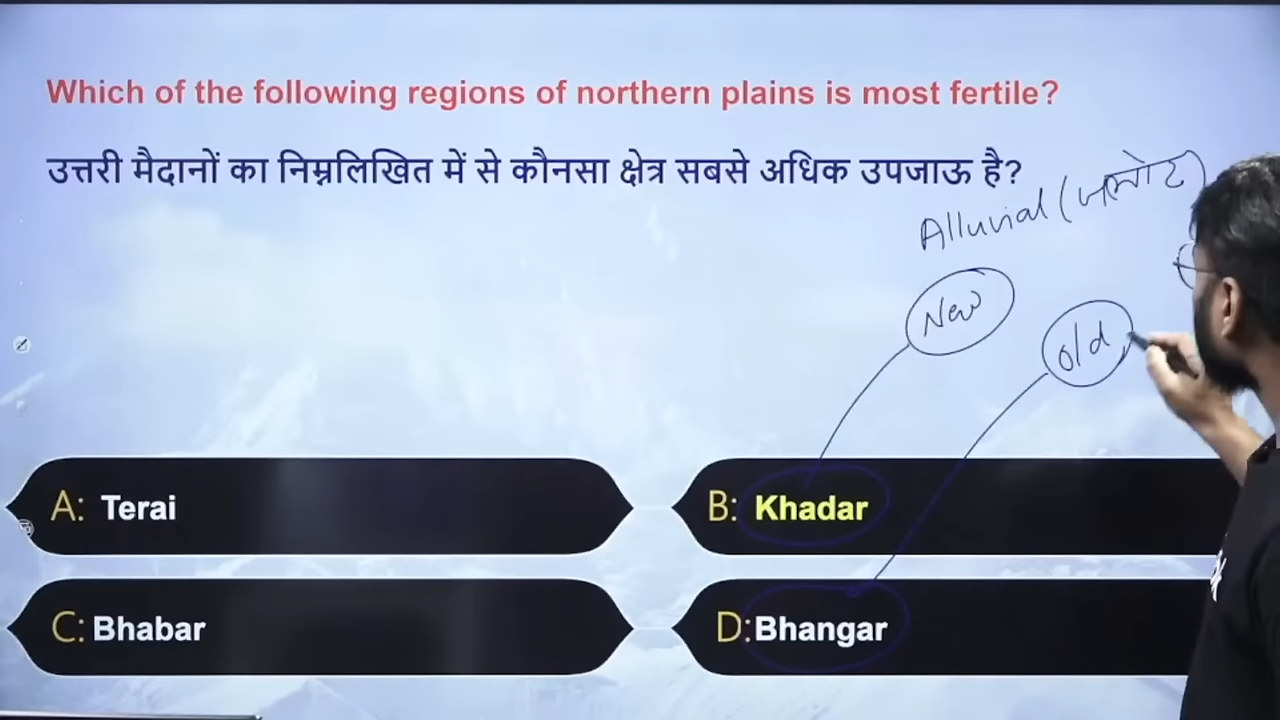 Which of the following regions of northern plains is most fertile?
उत्तरी मैदानों का निम्नलिखित में से कौनसा क्षेत्र सबसे अधिक उपजाऊ है?
Alluvial (जलोढ)
New
old
A: Terai
B: Khadar
C: Bhabar
D: Bhangar